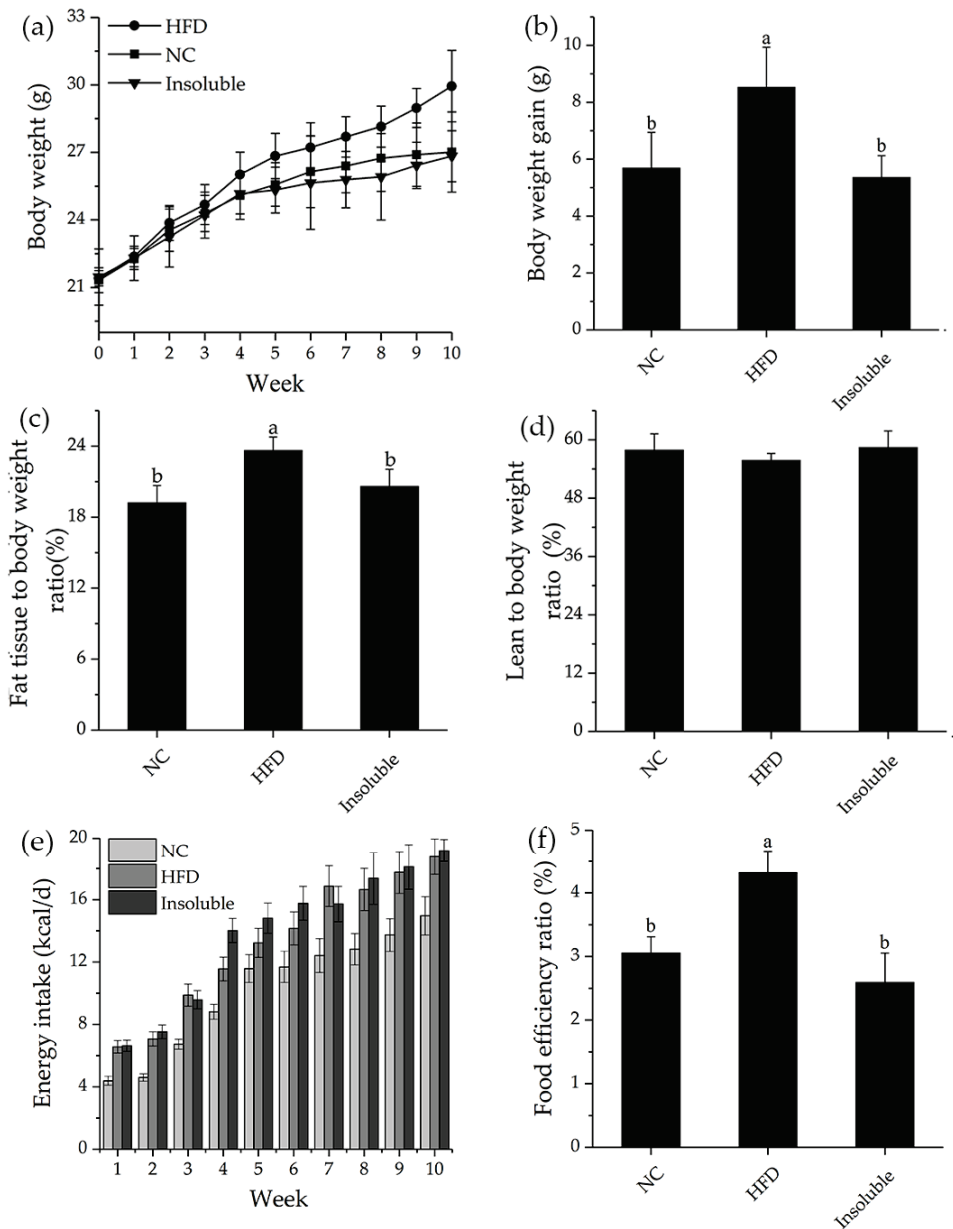 (a)
HFD
NC
Insoluble
33
30
27
24
21
Body weight (g)
0 1 2 3 4 5 6 7 8 9 10
Week
(b)
10
8
6
4
2
0
Body weight gain (g)
b
a
b
NC
HFD
Insoluble
(c)
24
18
12
6
0
Fat tissue to body weight
ratio(%)
b
a
b
NC
HFD
Insoluble
(d)
60
48
36
24
12
0
Lean to body weight
ratio (%)
NC
HFD
Insoluble
(e)
NC
HFD
Insoluble
20
16
12
8
4
0
Energy intake (kcal/d)
1 2 3 4 5 6 7 8 9 10
Week
(f)
5
4
3
2
1
0
Food efficiency ratio (%)
b
a
b
NC
HFD
Insoluble